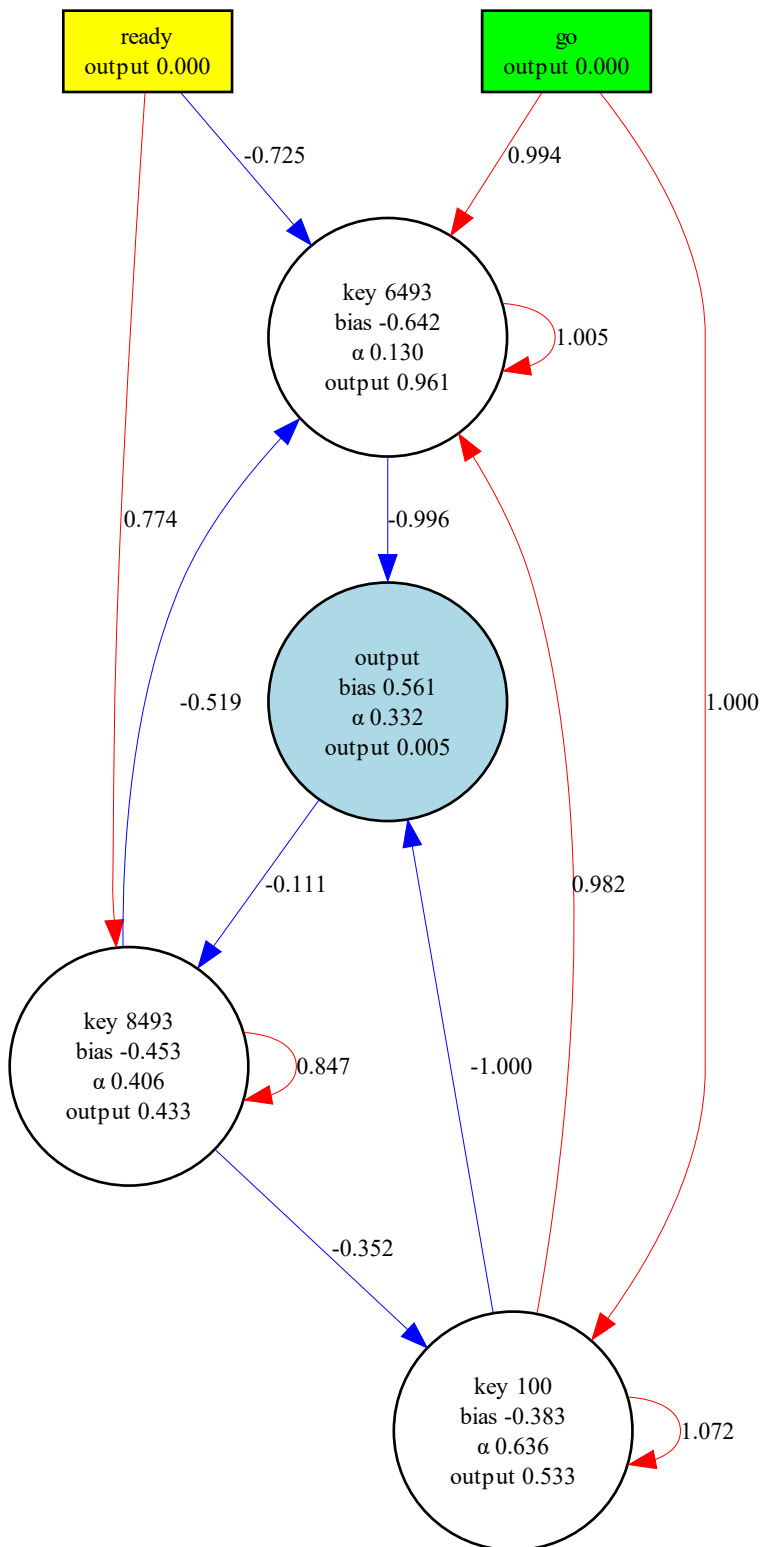 ready
output 0.000
go
output 0.000
-0.725
0.994
key 6493
bias -0.642
α 0.130
output 0.961
1.005
0.774
-0.996
output
bias 0.561
α 0.332
output 0.005
-0.519
1.000
-0.111
0.982
key 8493
bias -0.453
α 0.406
output 0.433
0.847
-1.000
-0.352
key 100
bias -0.383
α 0.636
output 0.533
1.072